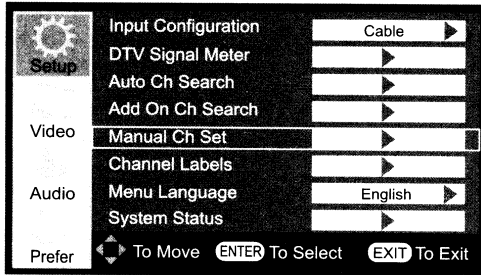 Setup
Video
Audio
Prefer
Input Configuration Cable
DTV Signal Meter
Auto Ch Search
Add On Ch Search
Manual Ch Set
Channel Labels
Menu Language English
System Status
To Move ENTER To Select EXIT To Exit